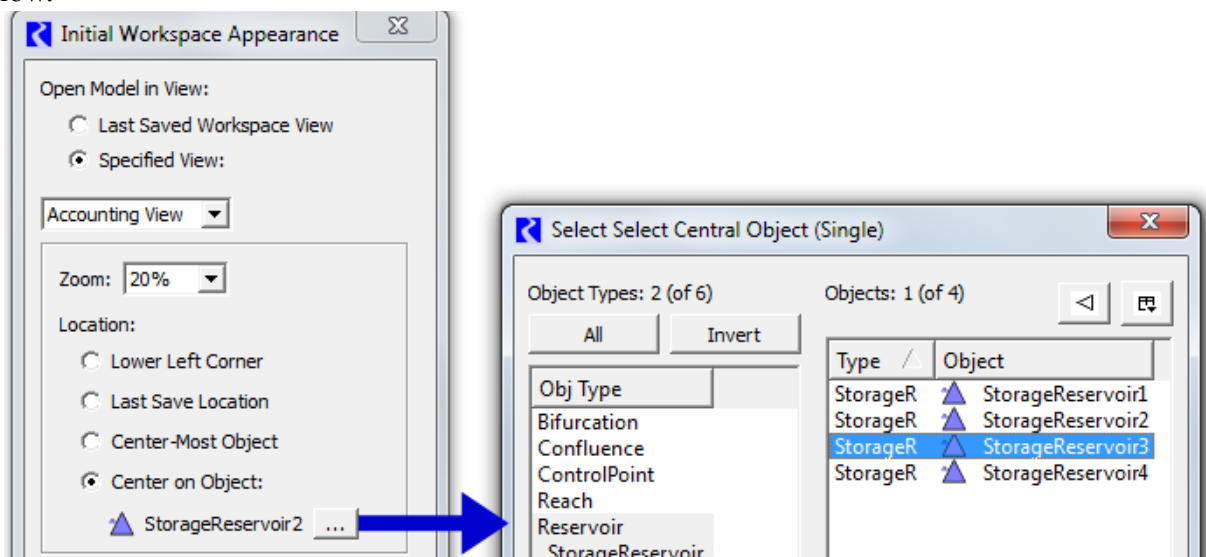 Initial Workspace Appearance
Open Model in View:
Last Saved Workspace View
Specified View:
Accounting View
Zoom: 20%
Location:
Lower Left Corner
Last Save Location
Center-Most Object
Center on Object:
StorageReservoir2 ...
Select Select Central Object (Single)
Object Types: 2 (of 6)
All Invert
Obj Type
Bifurcation
Confluence
ControlPoint
Reach
Reservoir
StorageReservoir
Objects: 1 (of 4)
Type Object
StorageR StorageReservoir1
StorageR StorageReservoir2
StorageR StorageReservoir3
StorageR StorageReservoir4